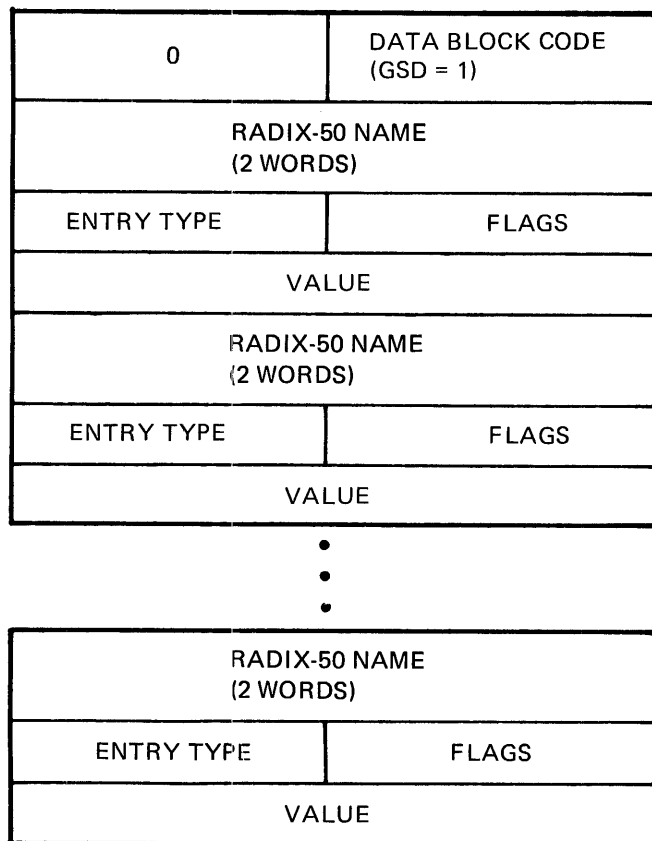 0
DATA BLOCK CODE
(GSD = 1)
RADIX-50 NAME
(2 WORDS)
ENTRY TYPE
FLAGS
VALUE
RADIX-50 NAME
(2 WORDS)
ENTRY TYPE
FLAGS
VALUE
RADIX-50 NAME
(2 WORDS)
ENTRY TYPE
FLAGS
VALUE